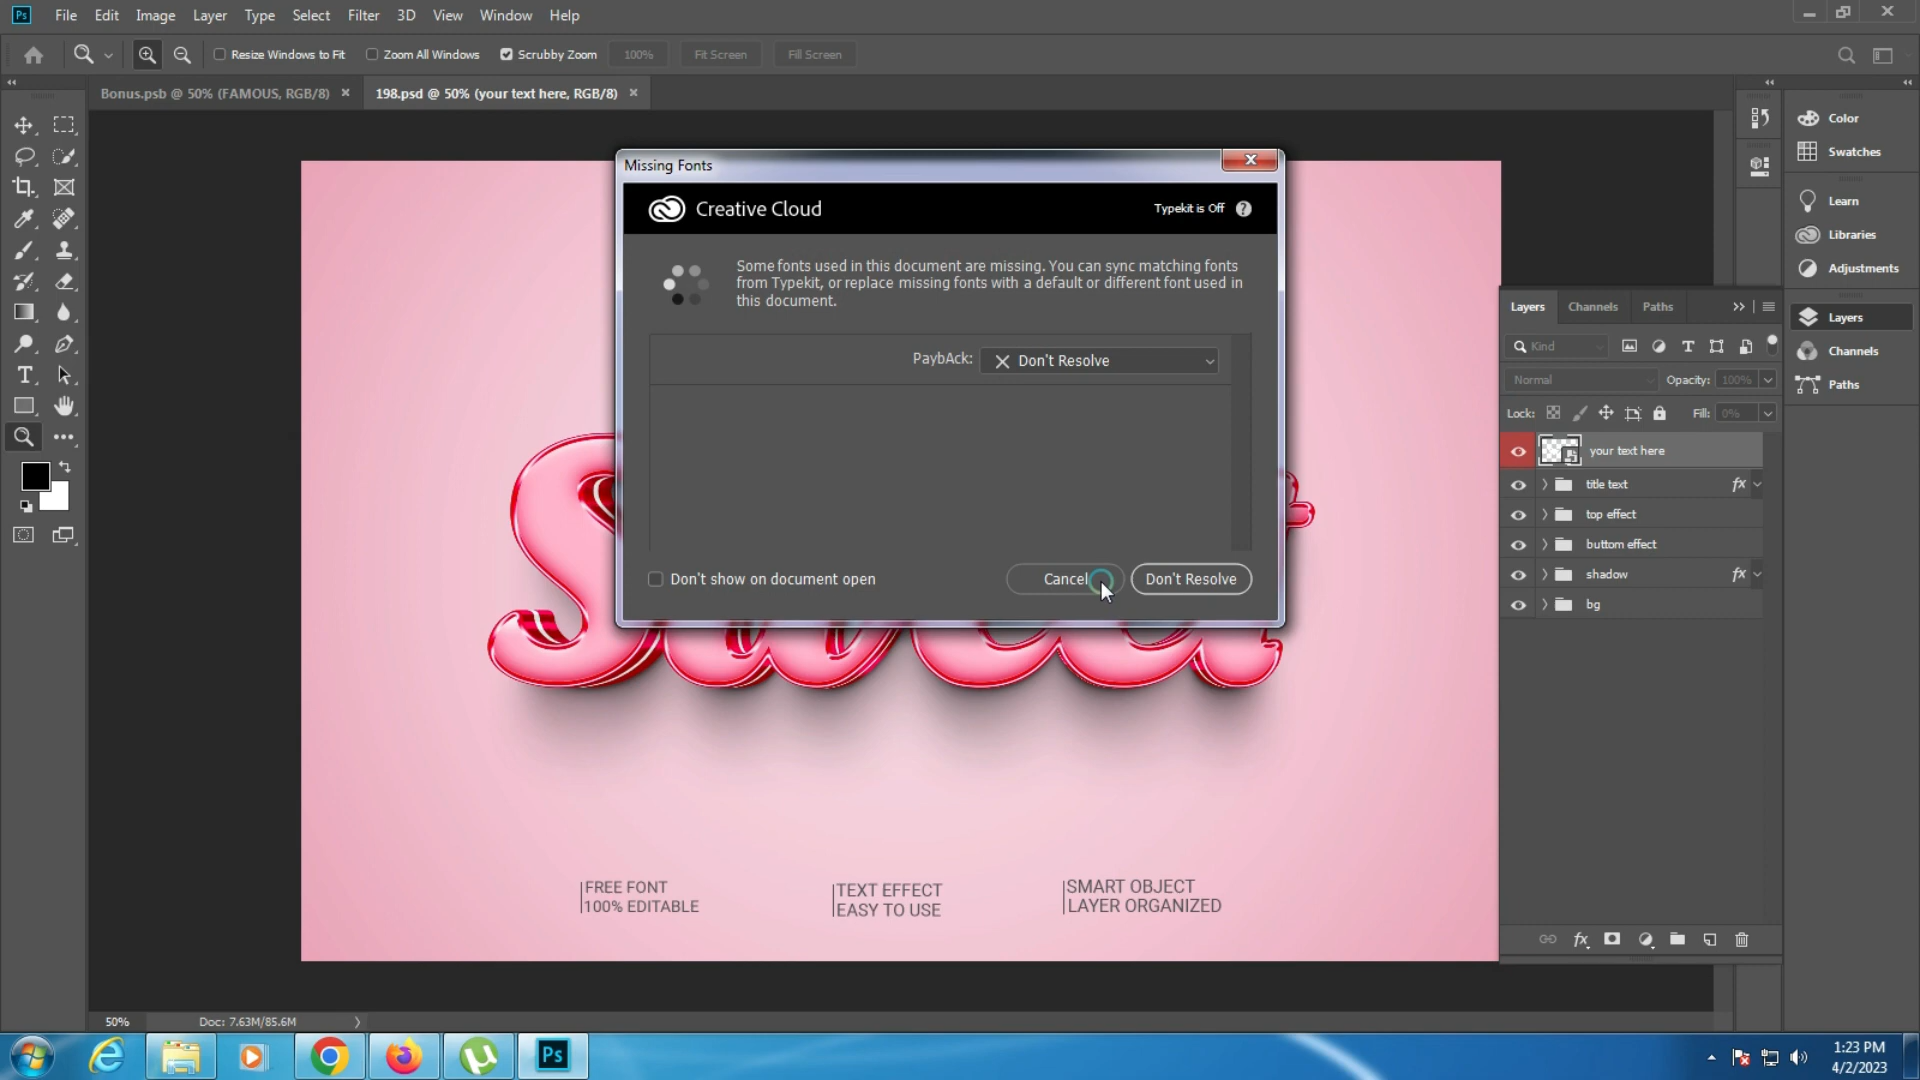 Ps File Edit Image Layer Type Select Filter 3D View Window Help
Resize Windows to Fit Zoom All Windows Scrubby Zoom 100% Fit Screen Fill Screen
Bonus.psb @ 50% (FAMOUS, RGB/8) × 198.psd @ 50% (your text here, RGB/8) ×
Missing Fonts
Creative Cloud
Typekit is Off ?
Some fonts used in this document are missing. You can sync matching fonts
from Typekit, or replace missing fonts with a default or different font used in
this document.
PaybAck: Don't Resolve
Don't show on document open
Cancel Don't Resolve
FREE FONT
100% EDITABLE
TEXT EFFECT
EASY TO USE
SMART OBJECT
LAYER ORGANIZED
Layers Channels Paths
Kind
Normal Opacity: 100%
Lock: Fill: 0%
your text here
title text fx
top effect
buttom effect
shadow fx
bg
fx
Color
Swatches
Learn
Libraries
Adjustments
Layers
Channels
Paths
50% Doc: 7.63M/85.6M
Ps
1:23 PM
4/2/2023